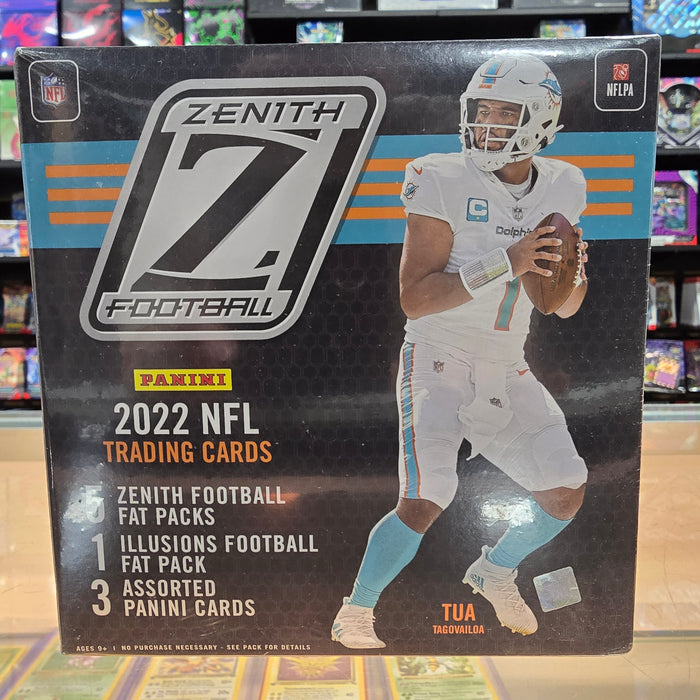 NFL
NFLPA
ZENITH
Z
FOOTBALL
C
Dolphins
1
PANINI
2022 NFL
TRADING CARDS
5 ZENITH FOOTBALL
FAT PACKS
1 ILLUSIONS FOOTBALL
FAT PACK
3 ASSORTED
PANINI CARDS
TUA
TAGOVAILOA
AGES 9+ | NO PURCHASE NECESSARY - SEE PACK FOR DETAILS